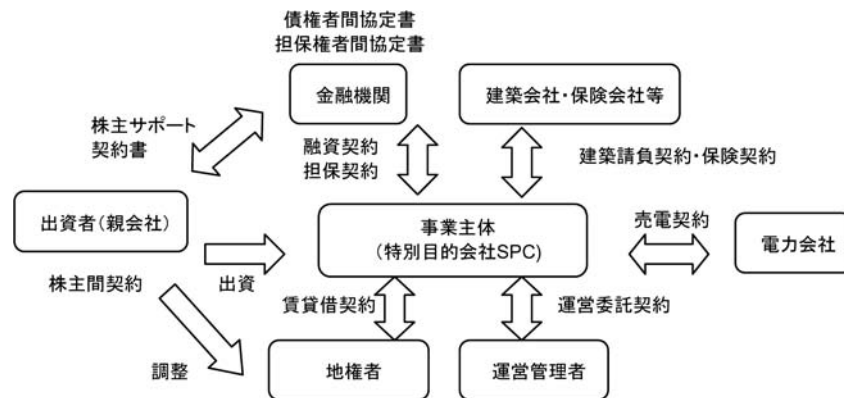 債権者間協定書
担保権者間協定書
金融機関
建築会社・保険会社等
株主サポート
契約書
融資契約
担保契約
建築請負契約・保険契約
出資者(親会社)
事業主体
(特別目的会社SPC)
売電契約
電力会社
株主間契約
出資
賃貸借契約
運営委託契約
調整
地権者
運営管理者